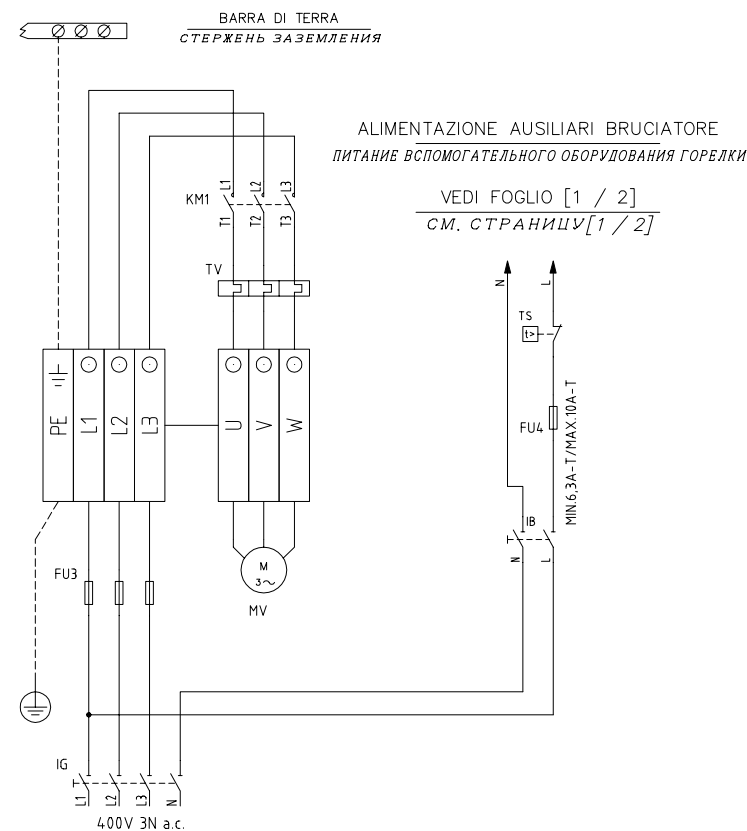 BARRA DI TERRA
СТЕРЖЕНЬ ЗАЗЕМЛЕНИЯ
ALIMENTAZIONE AUSILIARI BRUCIATORE
ПИТАНИЕ ВСПОМОГАТЕЛЬНОГО ОБОРУДОВАНИЯ ГОРЕЛКИ
VEDI FOGLIO [1 / 2]
СМ. СТРАНИЦУ[1 / 2]
KM1
L1
L2
L3
T1
T2
T3
TV
N
L
TS
t>
PE
L1
L2
L3
U
V
W
FU4
MIN.6,3A-T/MAX.10A-T
IB
N
L
FU3
M
3~
MV
IG
L1
L2
L3
N
400V 3N a.c.